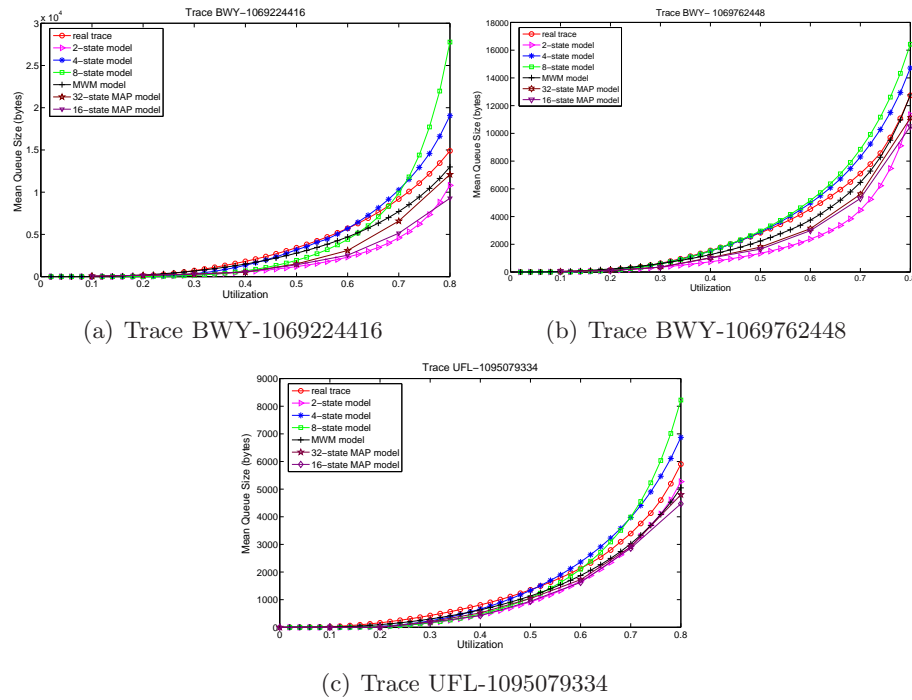 Trace BWY−1069224416
x 10⁴
3
2.5
2
1.5
1
0.5
0
Mean Queue Size (bytes)
real trace
2−state model
4−state model
8−state model
MWM model
32−state MAP model
16−state MAP model
0 0.1 0.2 0.3 0.4 0.5 0.6 0.7 0.8
Utilization
(a) Trace BWY-1069224416
Trace BWY− 1069762448
18000
16000
14000
12000
10000
8000
6000
4000
2000
0
Mean Queue Size (bytes)
real trace
2−state model
4−state model
8−state model
MWM model
32−state MAP model
16−state MAP model
0 0.1 0.2 0.3 0.4 0.5 0.6 0.7 0.8
Utilization
(b) Trace BWY-1069762448
Trace UFL−1095079334
9000
8000
7000
6000
5000
4000
3000
2000
1000
0
Mean Queue Size (bytes)
real trace
2−state model
4−state model
8−state model
MWM model
32−state MAP model
16−state MAP model
0 0.1 0.2 0.3 0.4 0.5 0.6 0.7 0.8
Utilization
(c) Trace UFL-1095079334